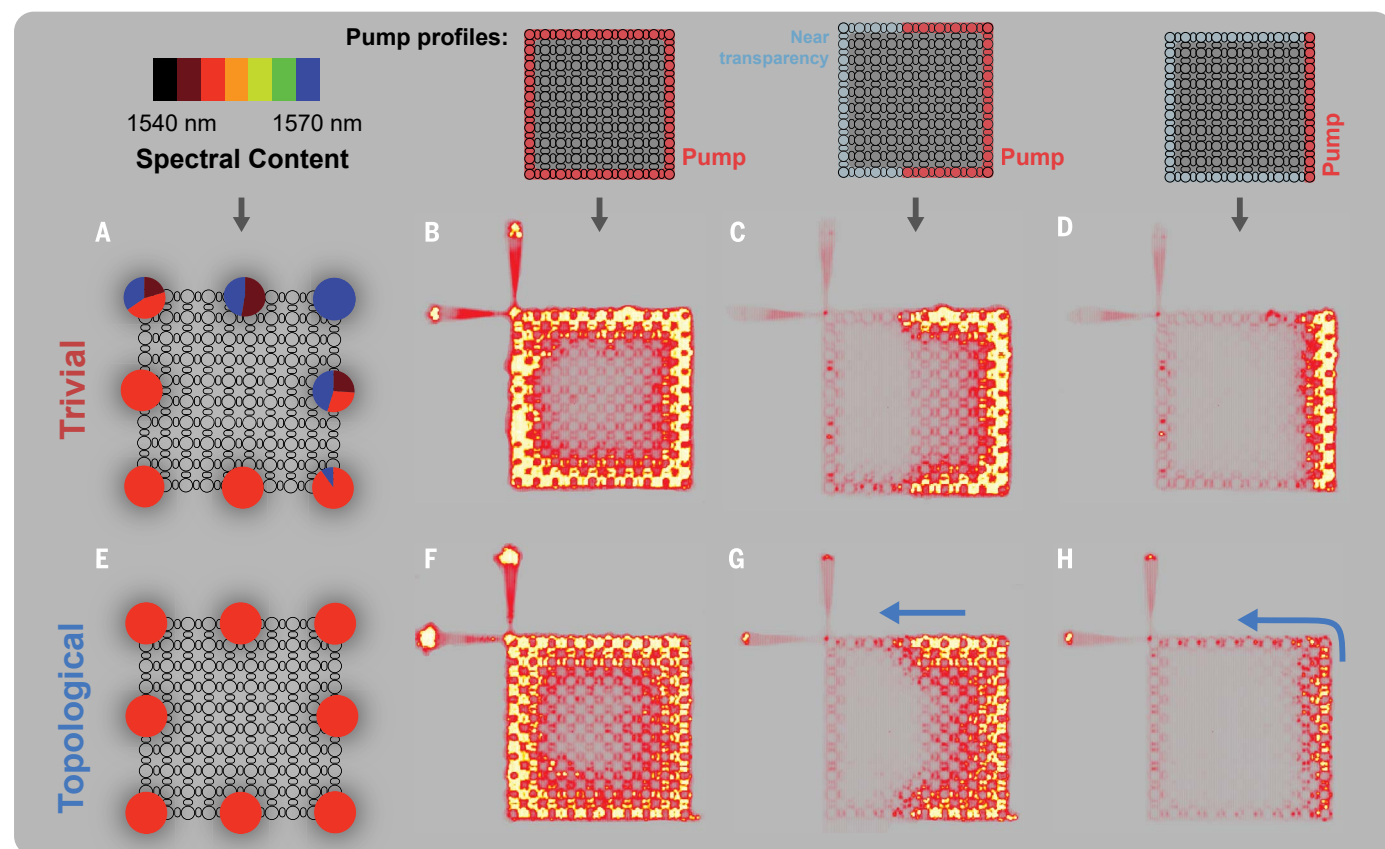 Pump profiles:
Near
transparency
Pump
Pump
Pump
1540 nm
1570 nm
Spectral Content
A
B
C
D
Trivial
E
F
G
H
Topological